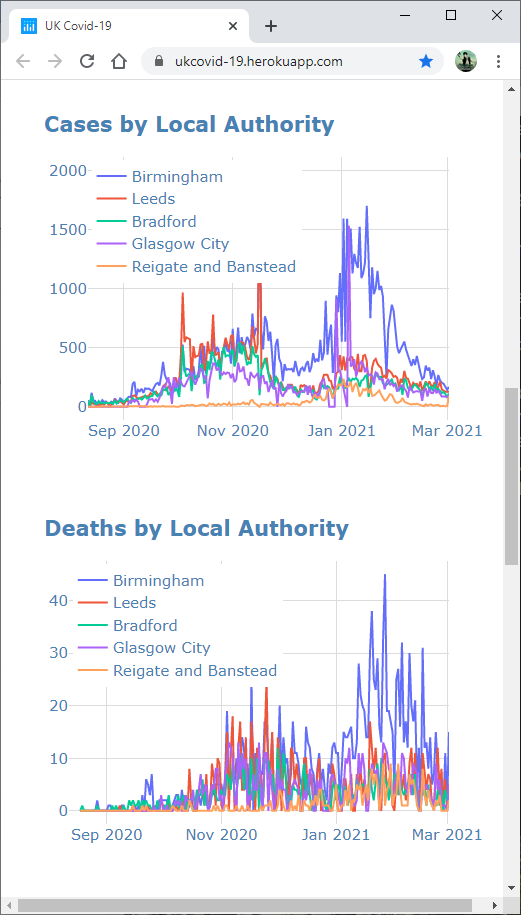 UK Covid-19
ukcovid-19.herokuapp.com
Cases by Local Authority
2000
1500
1000
500
0
Birmingham
Leeds
Bradford
Glasgow City
Reigate and Banstead
Sep 2020 Nov 2020 Jan 2021 Mar 2021
Deaths by Local Authority
40
30
20
10
0
Birmingham
Leeds
Bradford
Glasgow City
Reigate and Banstead
Sep 2020 Nov 2020 Jan 2021 Mar 2021